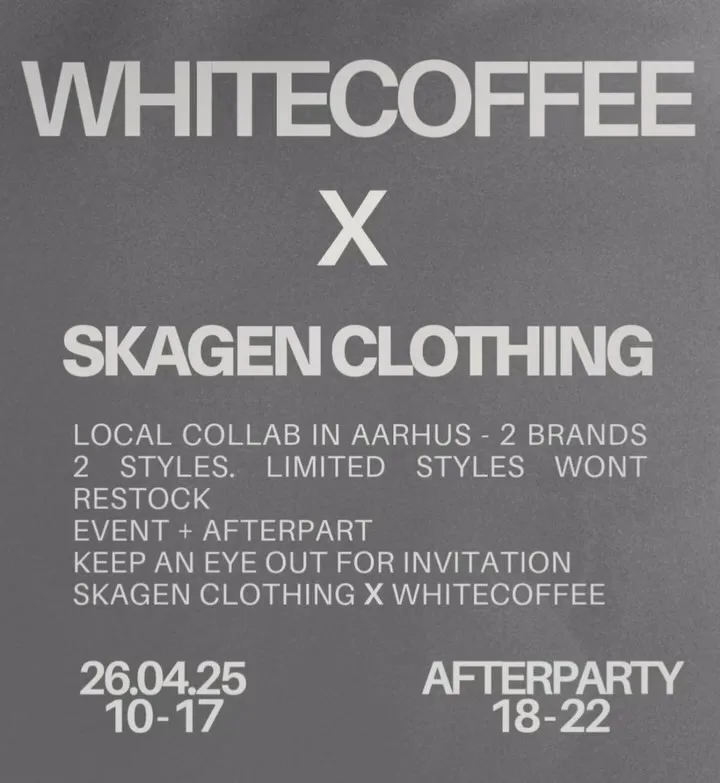 WHITECOFFEE
X
SKAGEN CLOTHING
LOCAL COLLAB IN AARHUS - 2 BRANDS
2 STYLES. LIMITED STYLES WONT
RESTOCK
EVENT + AFTERPART
KEEP AN EYE OUT FOR INVITATION
SKAGEN CLOTHING X WHITECOFFEE
26.04.25
10-17
AFTERPARTY
18-22